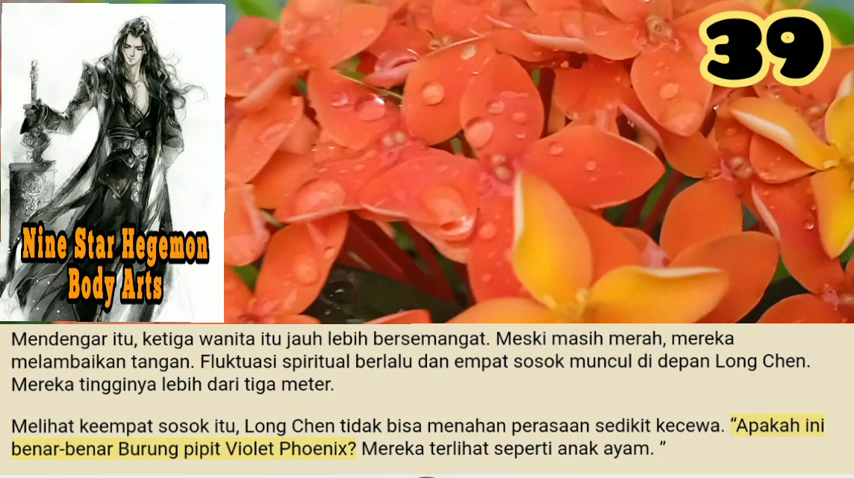 39
Nine Star Hegemon
Body Arts
Mendengar itu, ketiga wanita itu jauh lebih bersemangat. Meski masih merah, mereka
melambaikan tangan. Fluktuasi spiritual berlalu dan empat sosok muncul di depan Long Chen.
Mereka tingginya lebih dari tiga meter.
Melihat keempat sosok itu, Long Chen tidak bisa menahan perasaan sedikit kecewa. “Apakah ini
benar-benar Burung pipit Violet Phoenix? Mereka terlihat seperti anak ayam. ”